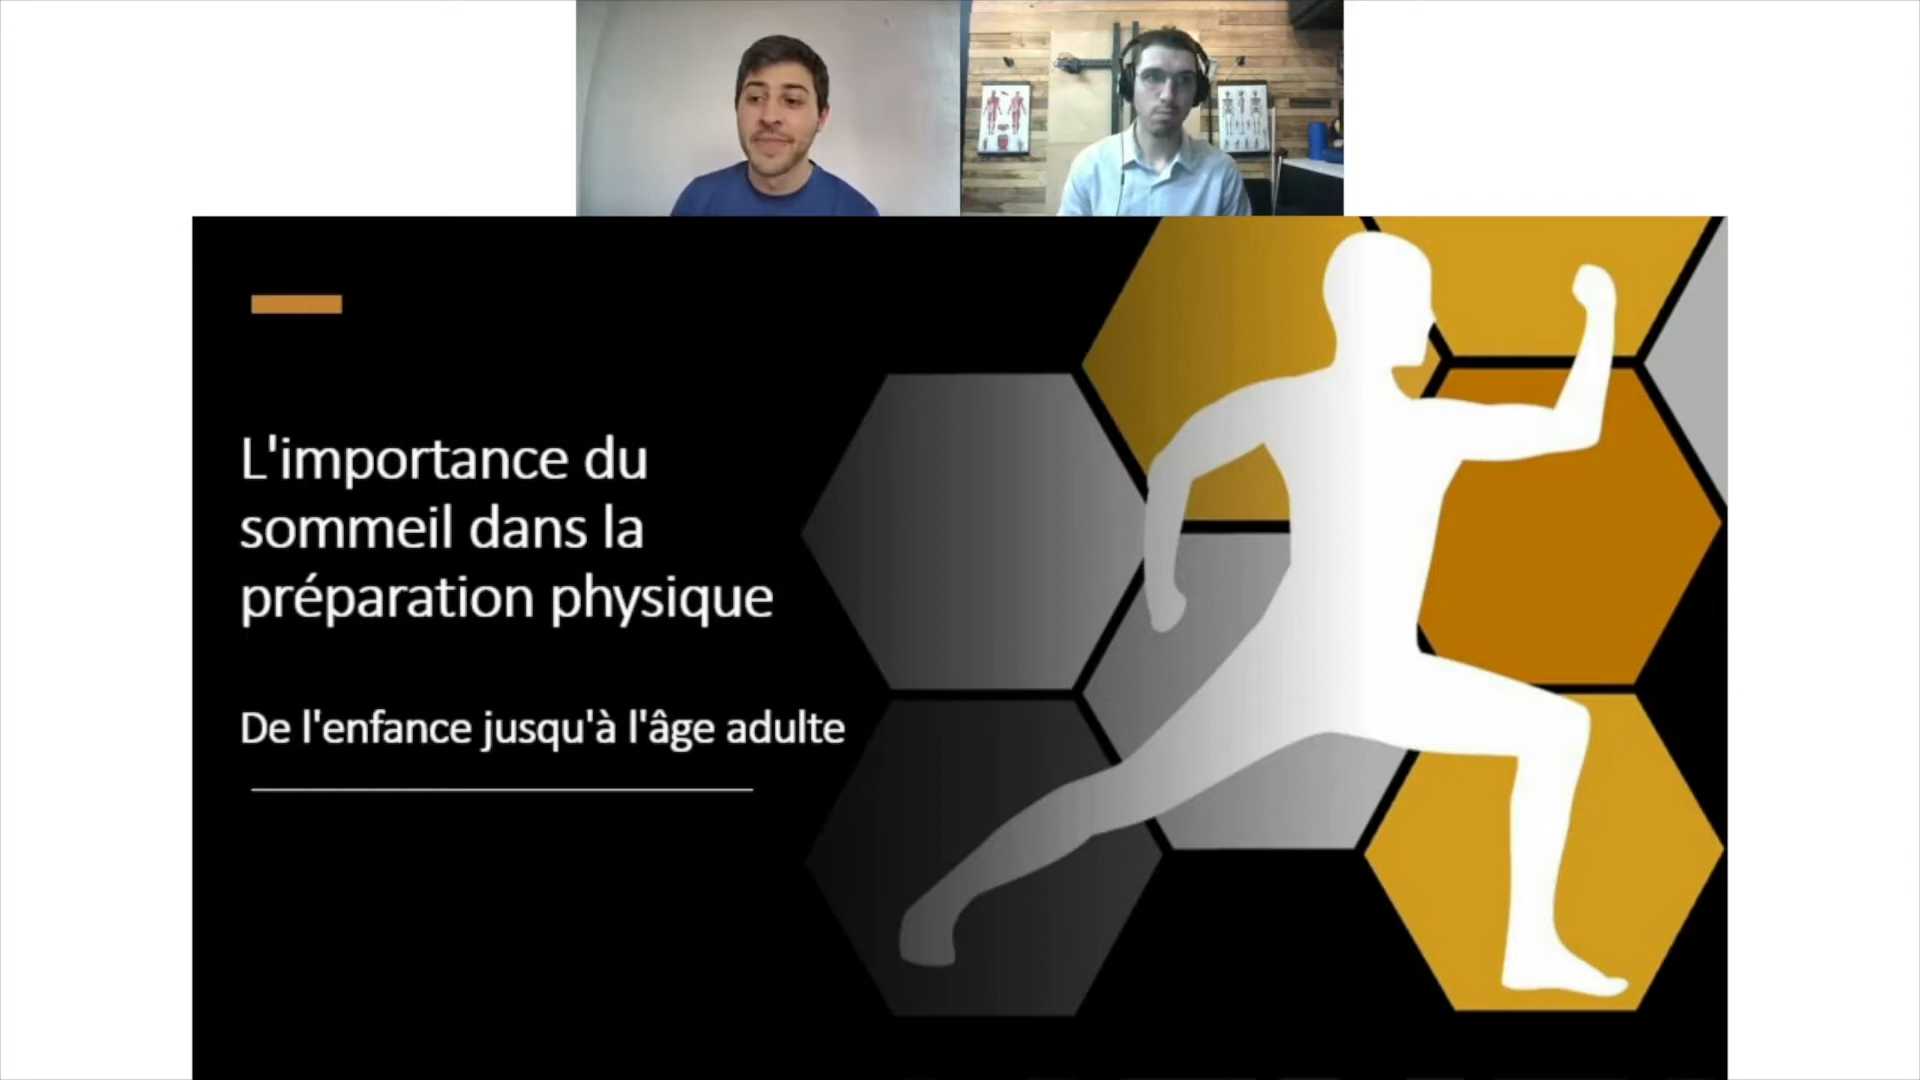 L'importance du
sommeil dans la
préparation physique
De l'enfance jusqu'à l'âge adulte